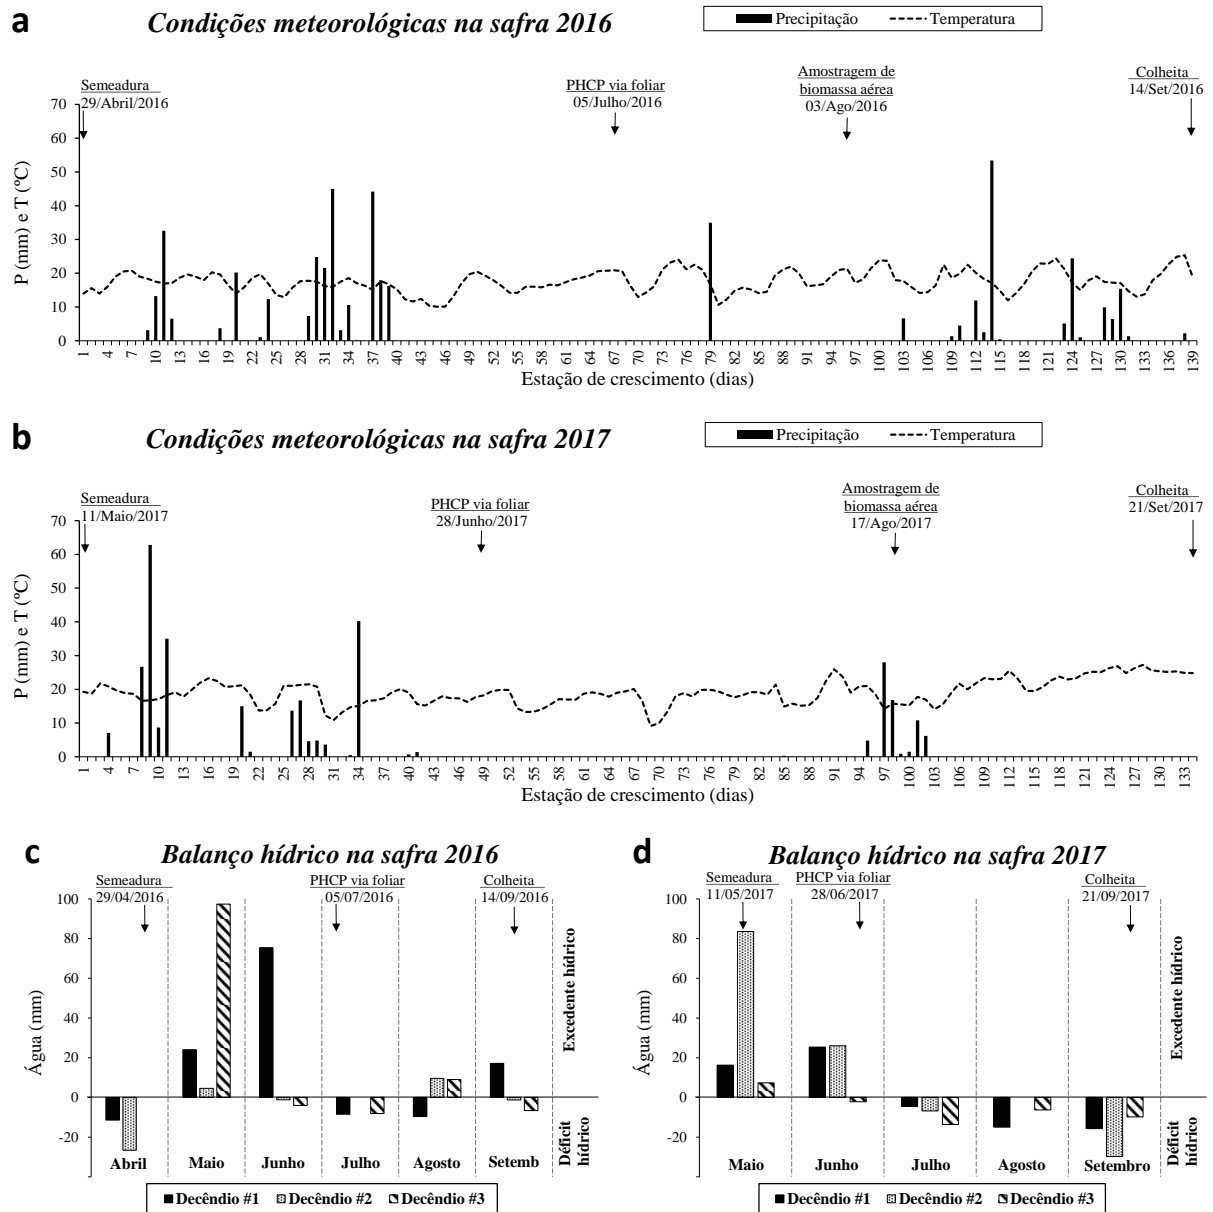 a
Condições meteorológicas na safra 2016
Precipitação
Temperatura
Semeadura
29/Abril/2016
PHCP via foliar
05/Julho/2016
Amostragem de
biomassa aérea
03/Ago/2016
Colheita
14/Set/2016
P (mm) e T (ºC)
70
60
50
40
30
20
10
0
1 4 7 10 13 16 19 22 25 28 31 34 37 40 43 46 49 52 55 58 61 64 67 70 73 76 79 82 85 88 91 94 97 100 103 106 109 112 115 118 121 124 127 130 133 136 139
Estação de crescimento (dias)
b
Condições meteorológicas na safra 2017
Precipitação
Temperatura
Semeadura
11/Maio/2017
PHCP via foliar
28/Junho/2017
Amostragem de
biomassa aérea
17/Ago/2017
Colheita
21/Set/2017
P (mm) e T (ºC)
70
60
50
40
30
20
10
0
1 4 7 10 13 16 19 22 25 28 31 34 37 40 43 46 49 52 55 58 61 64 67 70 73 76 79 82 85 88 91 94 97 100 103 106 109 112 115 118 121 124 127 130 133
Estação de crescimento (dias)
c
Balanço hídrico na safra 2016
Semeadura
29/04/2016
PHCP via foliar
05/07/2016
Colheita
14/09/2016
Água (mm)
100
80
60
40
20
0
-20
Excedente hídrico
Déficit hídrico
Abril Maio Junho Julho Agosto Setemb
Decêndio #1 Decêndio #2 Decêndio #3
d
Balanço hídrico na safra 2017
Semeadura
11/05/2017
PHCP via foliar
28/06/2017
Colheita
21/09/2017
Água (mm)
100
80
60
40
20
0
-20
Excedente hídrico
Déficit hídrico
Maio Junho Julho Agosto Setembro
Decêndio #1 Decêndio #2 Decêndio #3